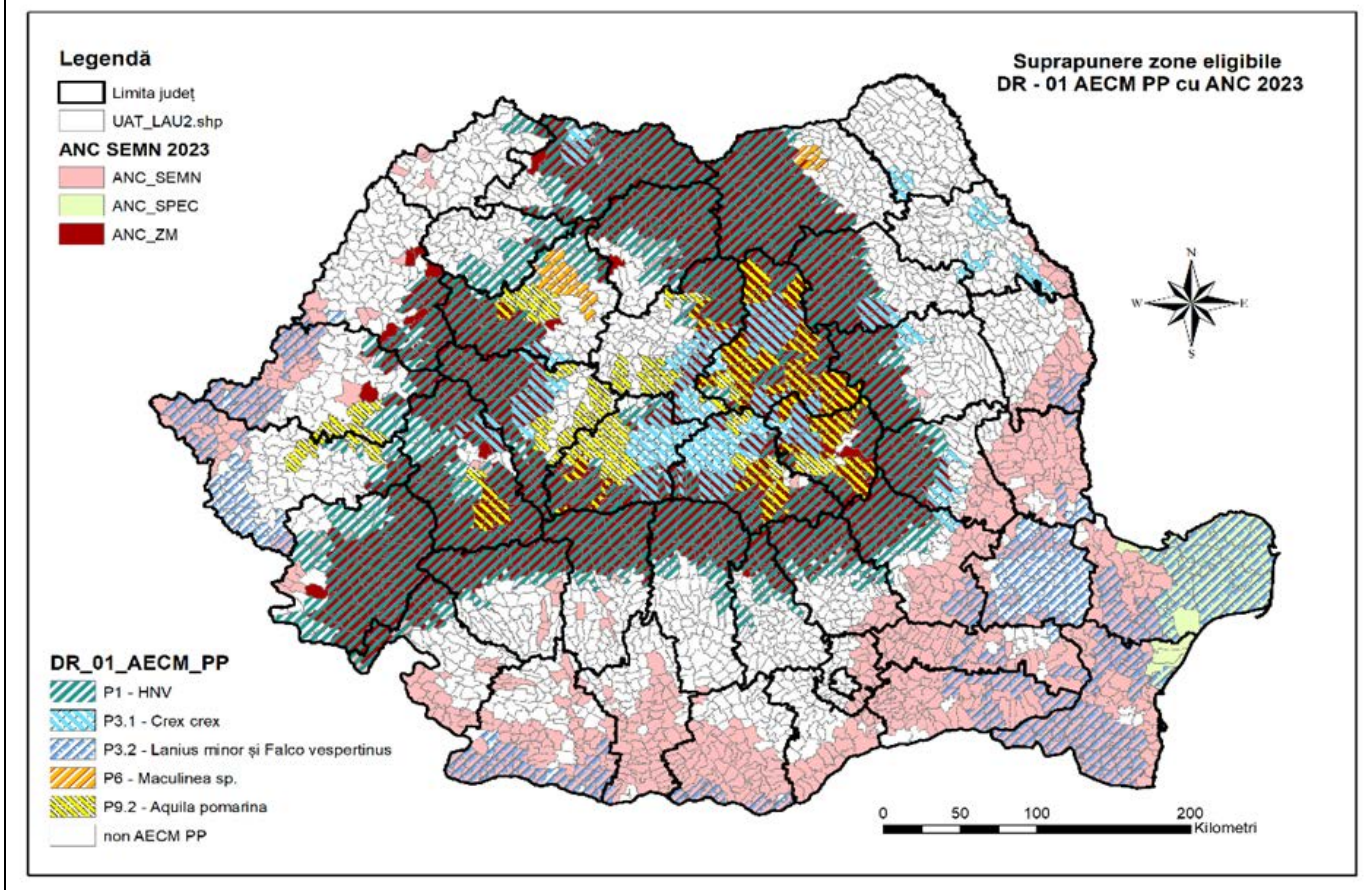 Legendă
Limita județ
UAT_LAU2.shp
ANC SEMN 2023
ANC_SEMN
ANC_SPEC
ANC_ZM
Suprapunere zone eligibile
DR - 01 AECM PP cu ANC 2023
N
W
E
S
DR_01_AECM_PP
P1 - HNV
P3.1 - Crex crex
P3.2 - Lanius minor și Falco vespertinus
P6 - Maculinea sp.
P9.2 - Aquila pomarina
non AECM PP
0 50 100 200
Kilometri